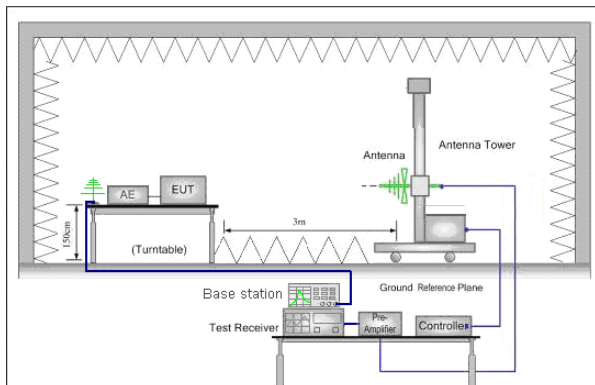 Antenna
Antenna Tower
AE
EUT
3m
150cm
(Turntable)
Ground Reference Plane
Base station
Test Receiver
Pre-
Amplifier
Controller